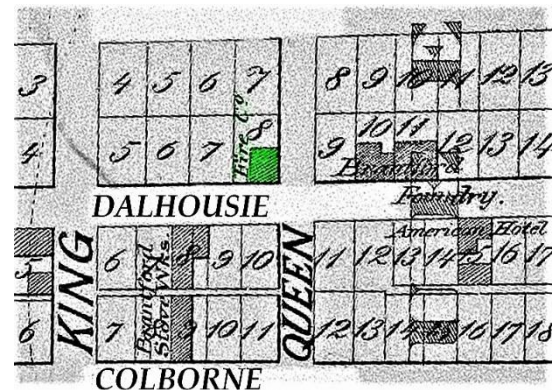 3 4 5 6 7 8 9 10 11 12 13
4 5 6 7 8 9 10 11 12 13 14
Fire Co
Brantford
Foundry.
DALHOUSIE
American Hotel
5 6 8 9 10 11 12 13 14 15 16 17
Brantford
Stove Wks.
KING
QUEEN
6 7 9 10 11 12 13 14 15 16 17 18
COLBORNE